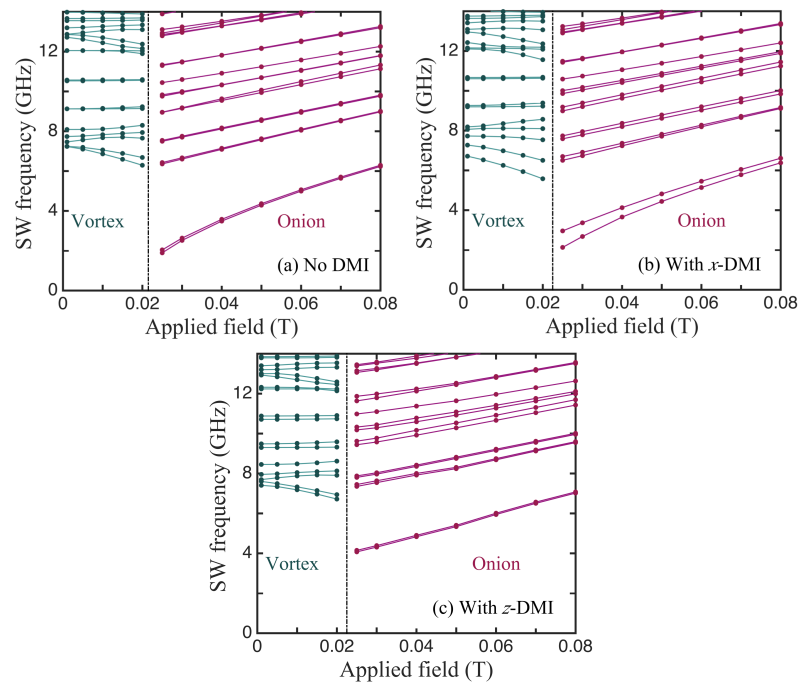 12
8
4
0
SW frequency (GHz)
Vortex
Onion
(a) No DMI
0
0.02
0.04
0.06
0.08
Applied field (T)
12
8
4
0
SW frequency (GHz)
Vortex
Onion
(b) With x-DMI
0
0.02
0.04
0.06
0.08
Applied field (T)
12
8
4
0
SW frequency (GHz)
Vortex
Onion
(c) With z-DMI
0
0.02
0.04
0.06
0.08
Applied field (T)